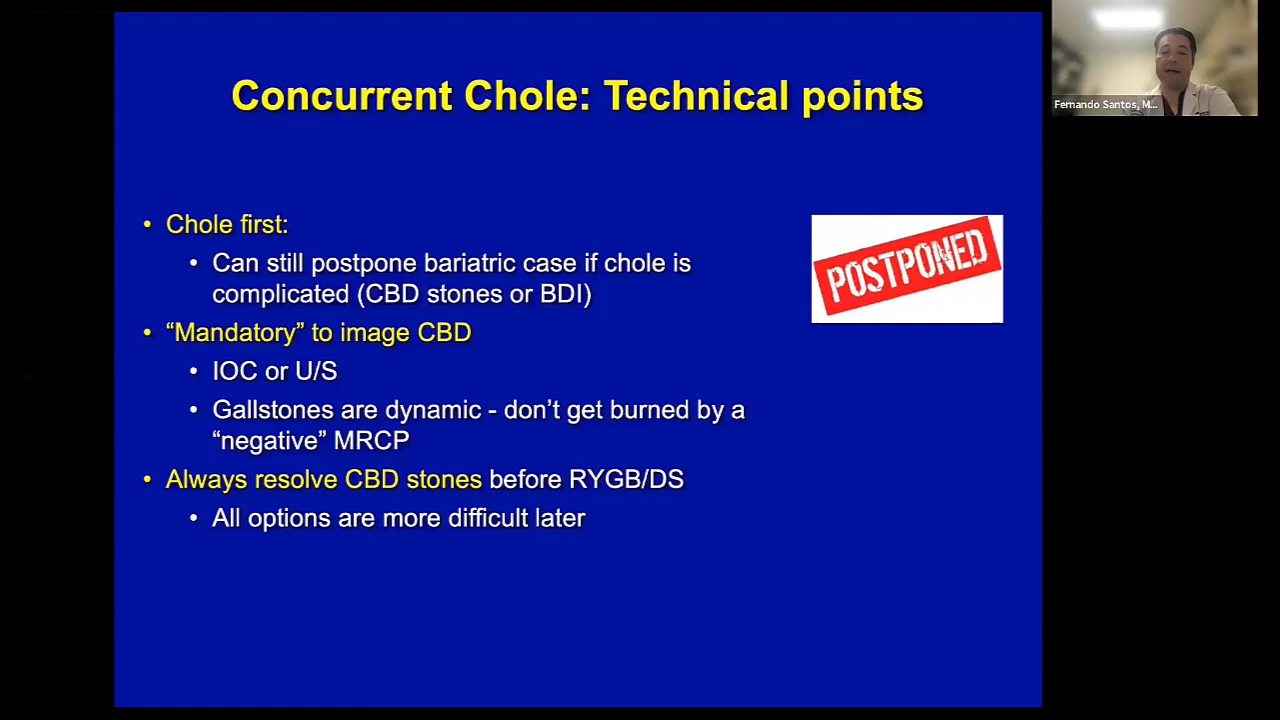 Concurrent Chole: Technical points
Fernando Santos, M...
• Chole first:
• Can still postpone bariatric case if chole is
complicated (CBD stones or BDI)
POSTPONED
• “Mandatory” to image CBD
• IOC or U/S
• Gallstones are dynamic - don’t get burned by a
“negative” MRCP
• Always resolve CBD stones before RYGB/DS
• All options are more difficult later